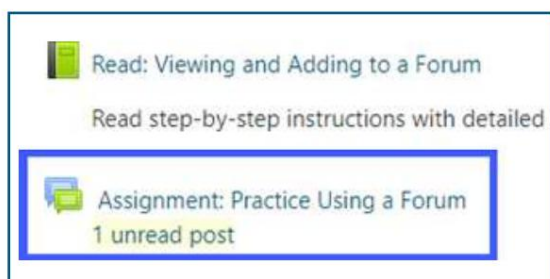 Read: Viewing and Adding to a Forum
Read step-by-step instructions with detailed
Assignment: Practice Using a Forum
1 unread post